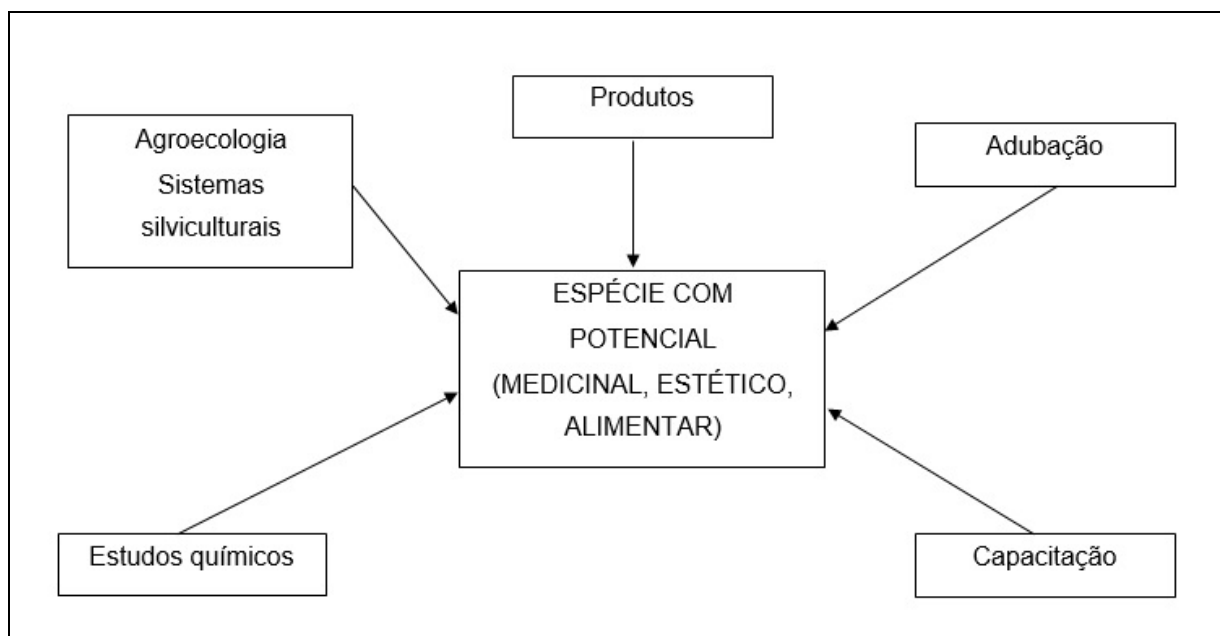 Produtos
Agroecologia
Sistemas
silviculturais
Adubação
ESPÉCIE COM
POTENCIAL
(MEDICINAL, ESTÉTICO,
ALIMENTAR)
Estudos químicos
Capacitação